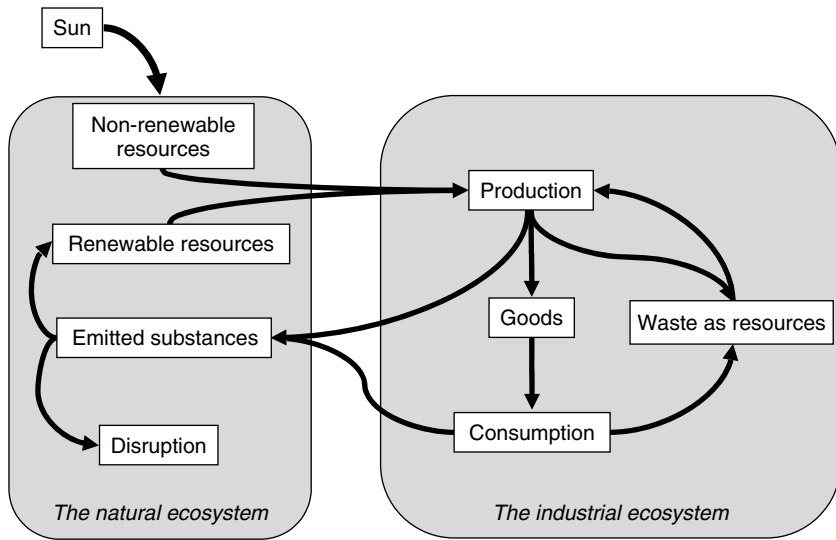 Sun
Non-renewable
resources
Production
Renewable resources
Goods
Waste as resources
Emitted substances
Consumption
Disruption
The natural ecosystem
The industrial ecosystem